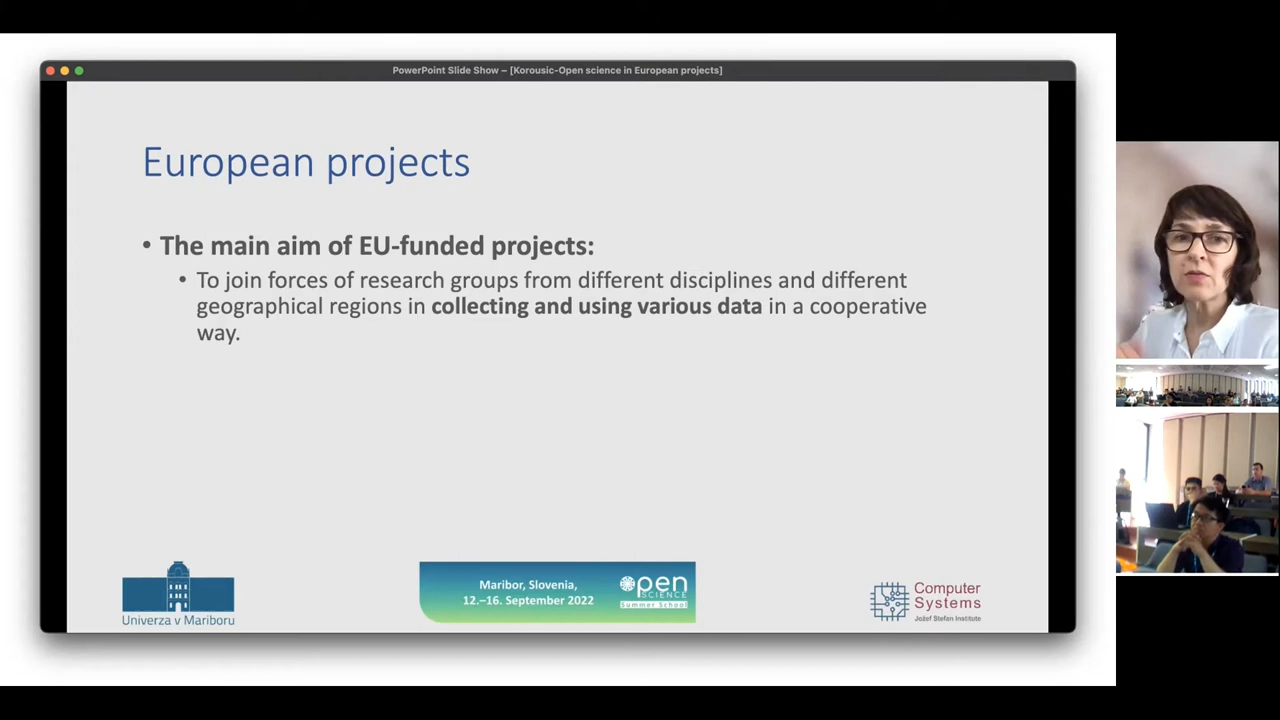 PowerPoint Slide Show – [Korousic-Open science in European projects]
European projects
• The main aim of EU-funded projects:
• To join forces of research groups from different disciplines and different
geographical regions in collecting and using various data in a cooperative
way.
Univerza v Mariboru
Maribor, Slovenia,
12.–16. September 2022
Open
SCIENCE
Summer School
Computer
Systems
Jožef Stefan Institute